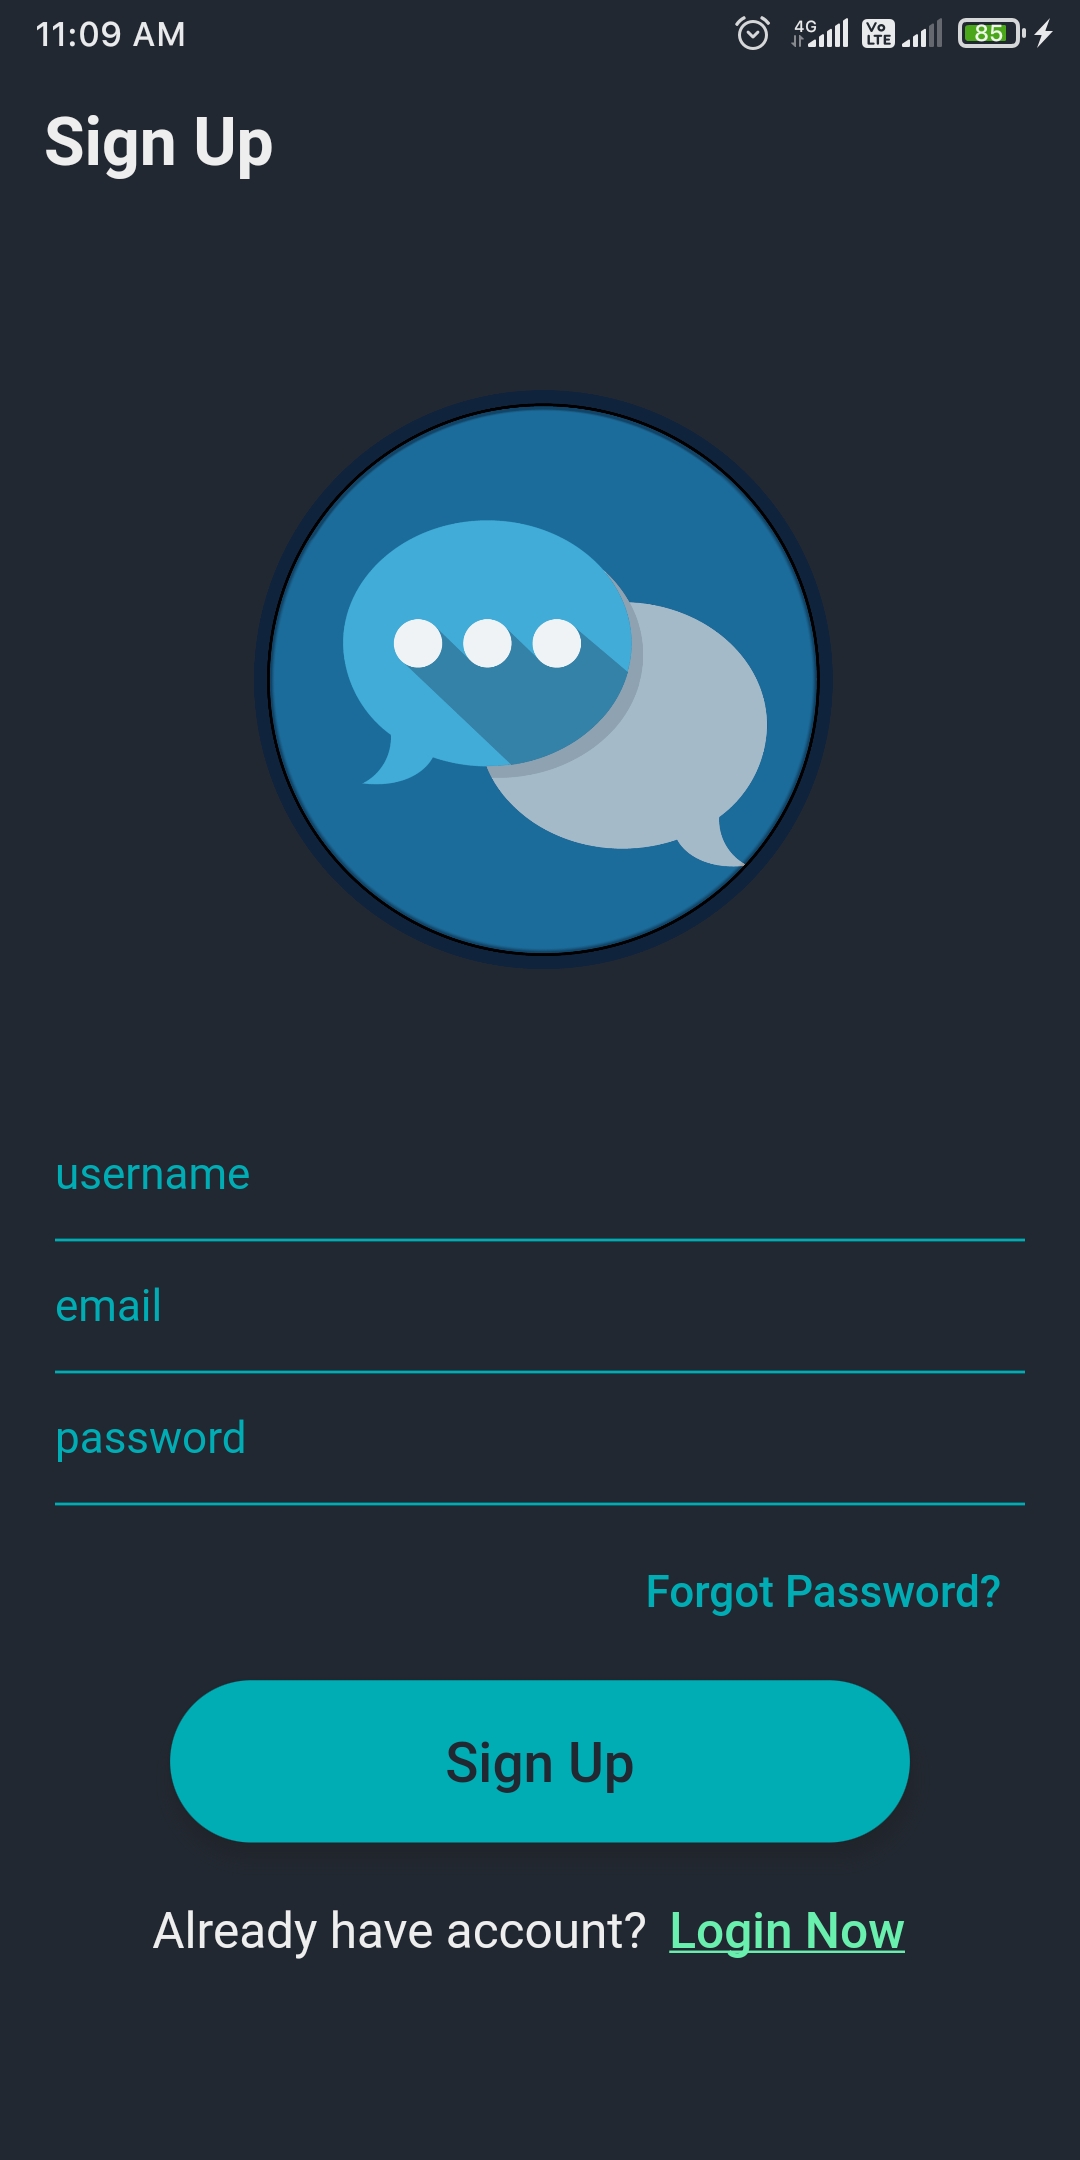 11:09 AM 4G Vo LTE 85
Sign Up
username
email
password
Forgot Password?
Sign Up
Already have account? Login Now